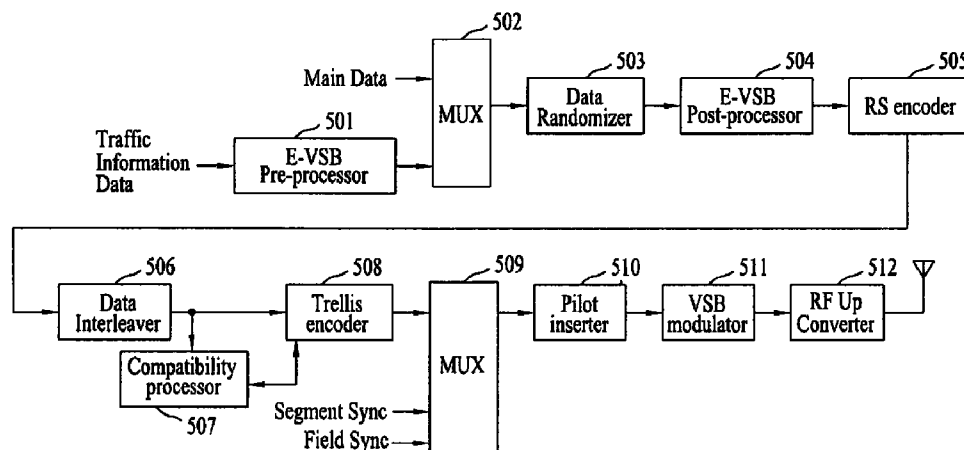 502
503
504
505
Main Data
MUX
Data
Randomizer
E-VSB
Post-processor
RS encoder
501
Traffic
Information
Data
E-VSB
Pre-processor
506
508
509
510
511
512
Data
Interleaver
Trellis
encoder
MUX
Pilot
inserter
VSB
modulator
RF Up
Converter
Compatibility
processor
507
Segment Sync
Field Sync